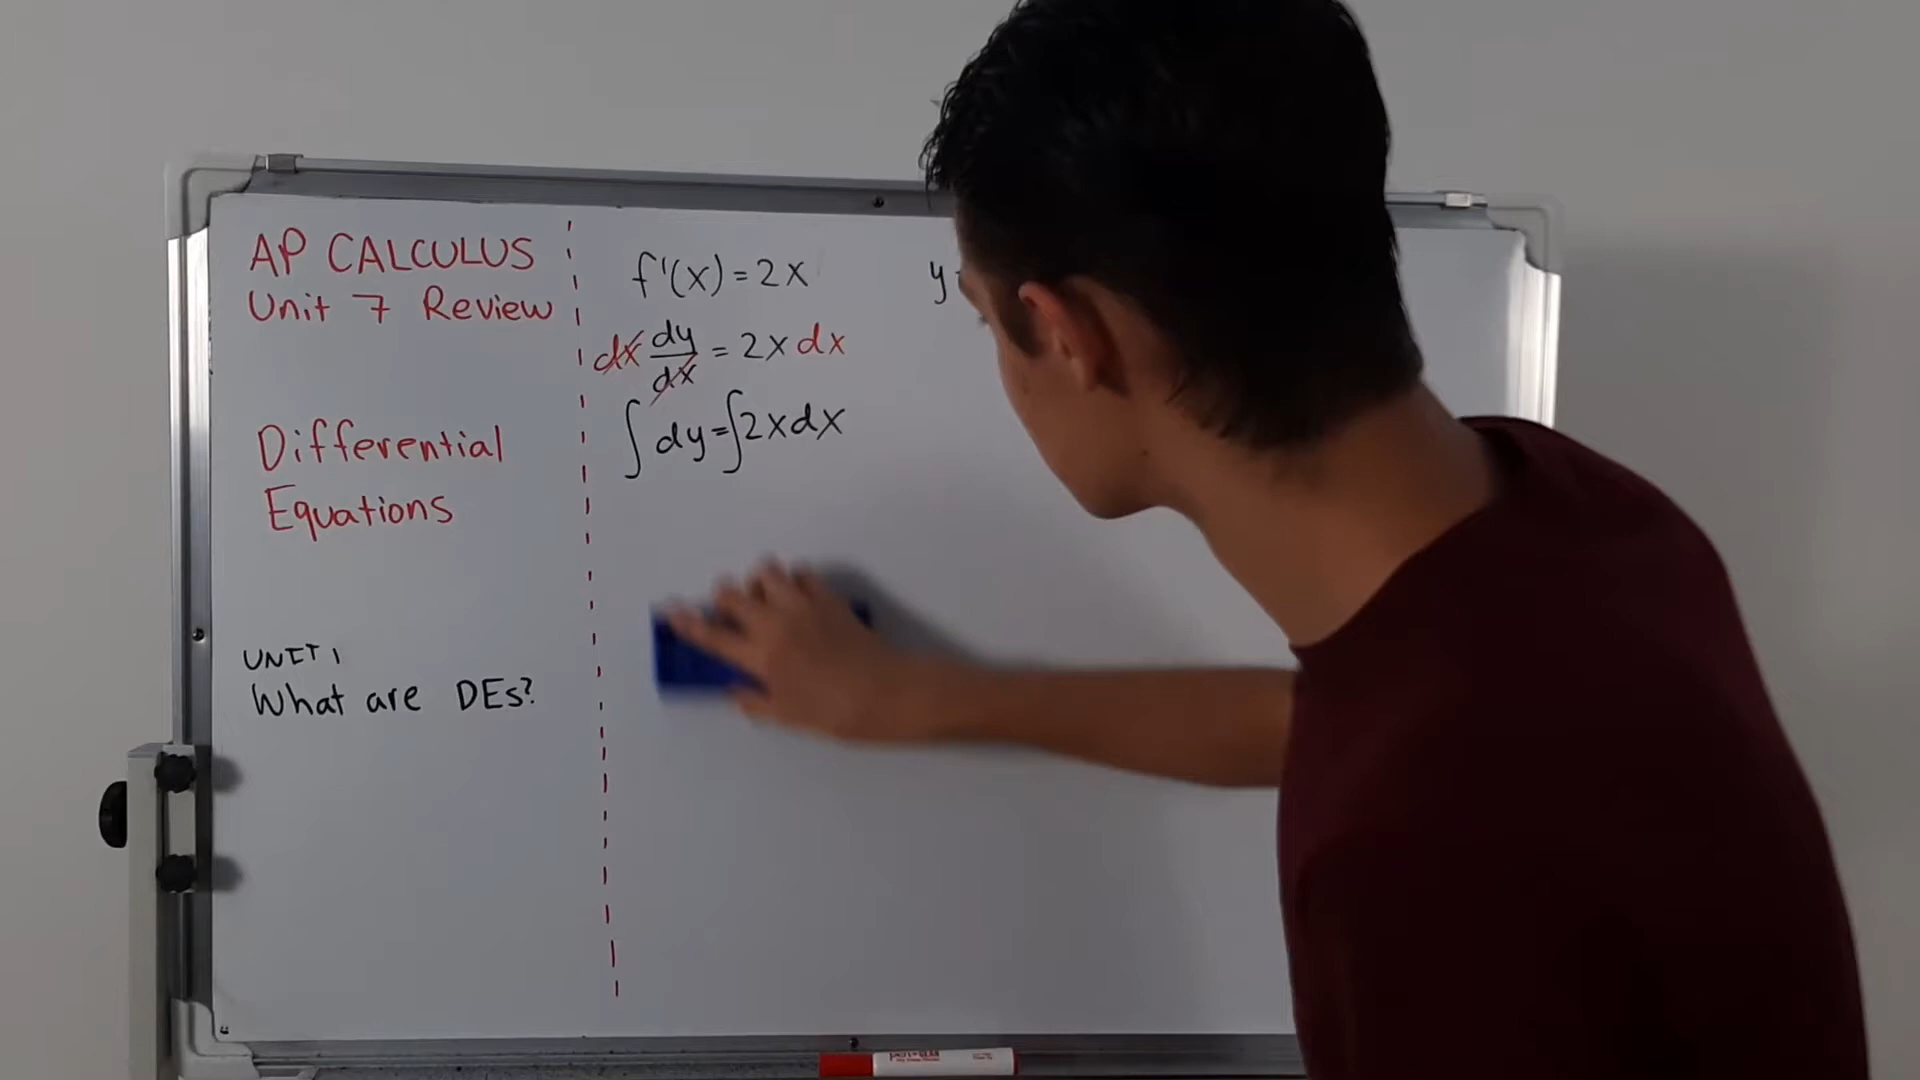 AP CALCULUS
Unit 7 Review
Differential
Equations
UNIT 1
What are DEs?
f'(x) = 2x
dx dy/dx = 2x dx
∫ dy = ∫ 2x dx
y